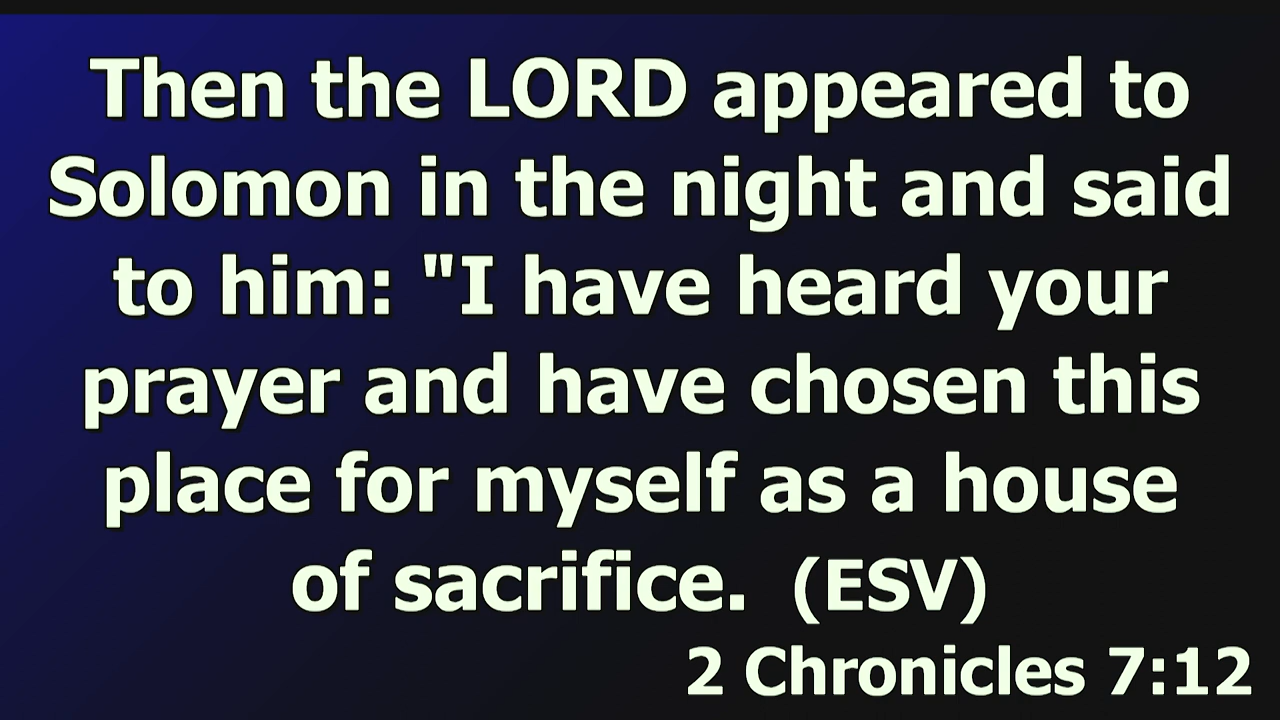 Then the LORD appeared to
Solomon in the night and said
to him: "I have heard your
prayer and have chosen this
place for myself as a house
of sacrifice.  (ESV)
2 Chronicles 7:12